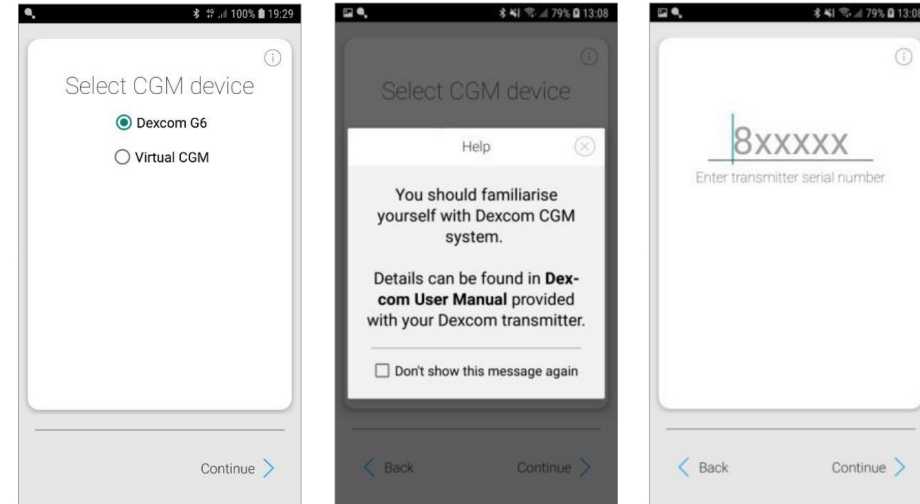 100% 19:29
Select CGM device
Dexcom G6
Virtual CGM
Continue
79% 13:08
Select CGM device
Help
You should familiarise
yourself with Dexcom CGM
system.
Details can be found in Dex-
com User Manual provided
with your Dexcom transmitter.
Don't show this message again
Back
Continue
79% 13:08
8xxxxx
Enter transmitter serial number
Back
Continue